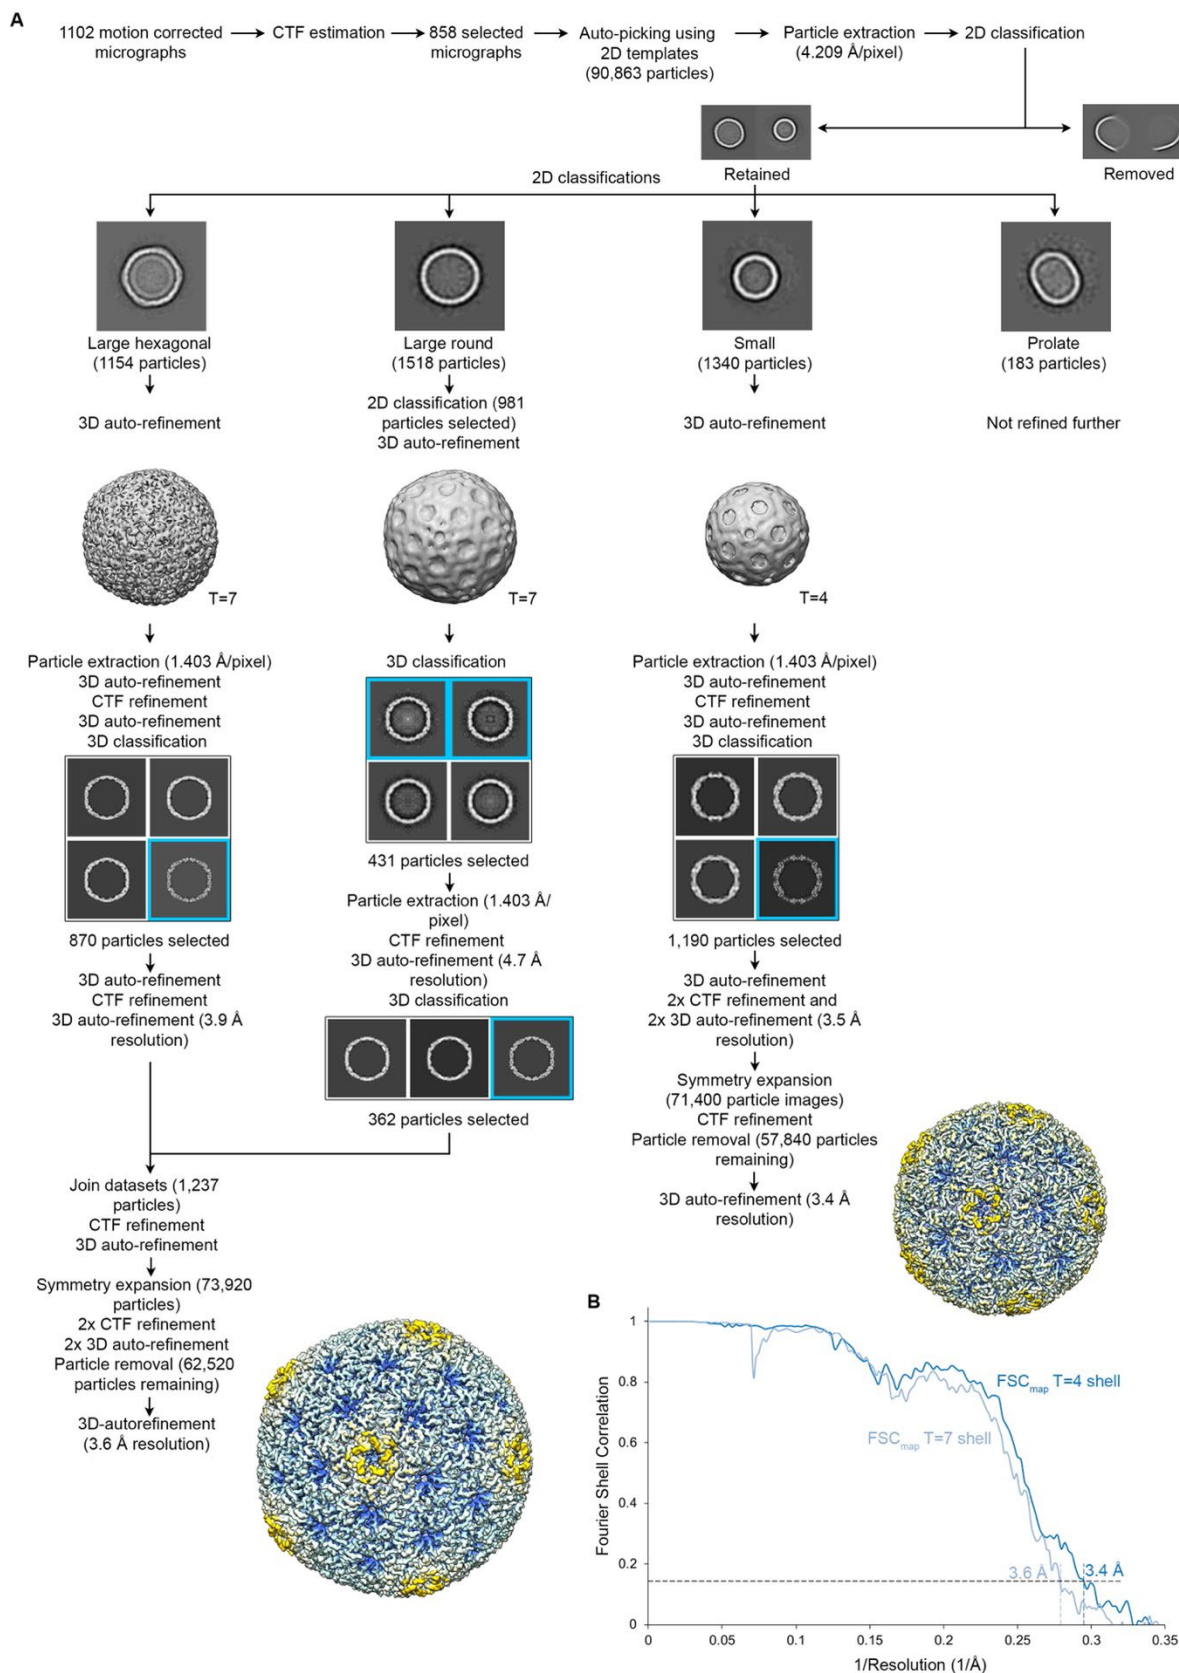 A
1102 motion corrected
micrographs
CTF estimation
858 selected
micrographs
Auto-picking using
2D templates
(90,863 particles)
Particle extraction
(4.209 Å/pixel)
2D classification
Retained
Removed
2D classifications
Large hexagonal
(1154 particles)
Large round
(1518 particles)
Small
(1340 particles)
Prolate
(183 particles)
3D auto-refinement
2D classification (981
particles selected)
3D auto-refinement
3D auto-refinement
Not refined further
T=7
T=7
T=4
Particle extraction (1.403 Å/pixel)
3D auto-refinement
CTF refinement
3D auto-refinement
3D classification
870 particles selected
3D auto-refinement
CTF refinement
3D auto-refinement (3.9 Å
resolution)
3D classification
431 particles selected
Particle extraction (1.403 Å/
pixel)
CTF refinement
3D auto-refinement (4.7 Å
resolution)
3D classification
362 particles selected
Particle extraction (1.403 Å/pixel)
3D auto-refinement
CTF refinement
3D auto-refinement
3D classification
1,190 particles selected
3D auto-refinement
2x CTF refinement and
2x 3D auto-refinement (3.5 Å
resolution)
Symmetry expansion
(71,400 particle images)
CTF refinement
Particle removal (57,840 particles
remaining)
3D auto-refinement (3.4 Å
resolution)
Join datasets (1,237
particles)
CTF refinement
3D auto-refinement
Symmetry expansion (73,920
particles)
2x CTF refinement
2x 3D auto-refinement
Particle removal (62,520
particles remaining)
3D-autorefinement
(3.6 Å resolution)
B
Fourier Shell Correlation
1
0.8
0.6
0.4
0.2
0
FSCmap T=4 shell
FSCmap T=7 shell
3.6 Å
3.4 Å
0
0.05
0.1
0.15
0.2
0.25
0.3
0.35
1/Resolution (1/Å)